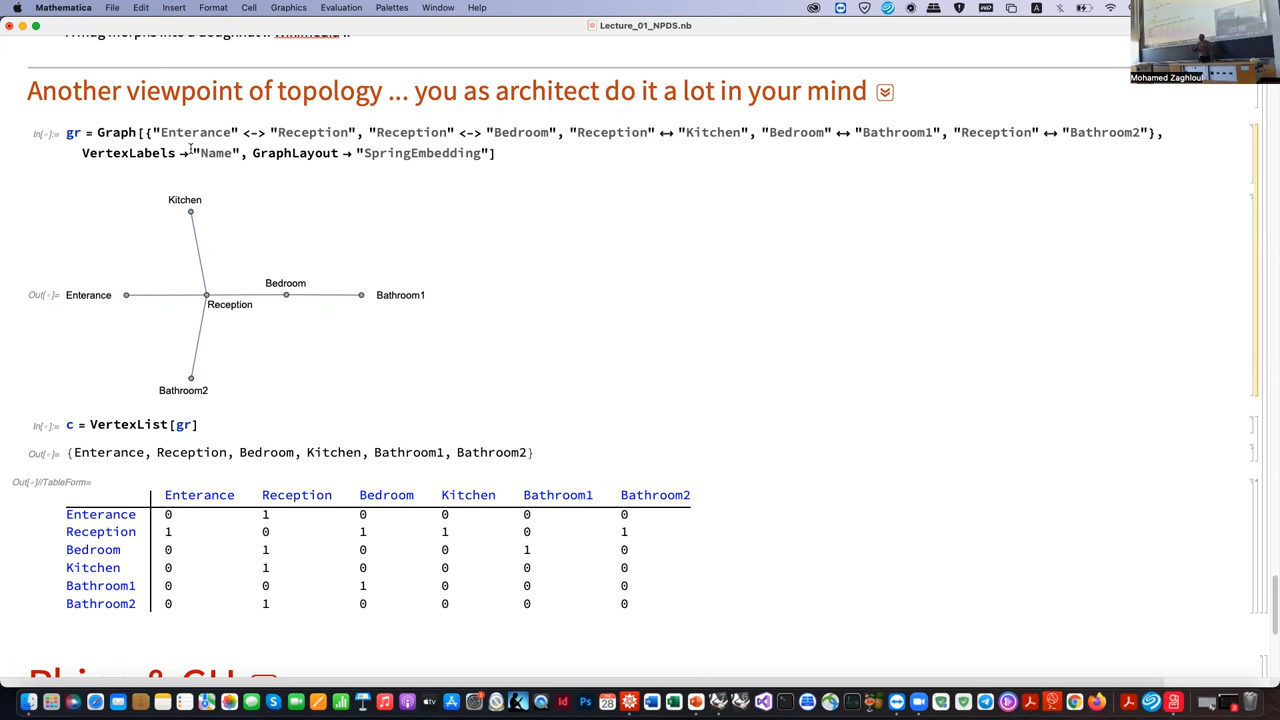 Mathematica File Edit Insert Format Cell Graphics Evaluation Palettes Window Help
Lecture_01_NPDS.nb
Mohamed Zaghloul
Another viewpoint of topology ... you as architect do it a lot in your mind
In[◦]:= gr = Graph[{"Enterance" <-> "Reception", "Reception" <-> "Bedroom", "Reception" ↔ "Kitchen", "Bedroom" ↔ "Bathroom1", "Reception" ↔ "Bathroom2"},
VertexLabels → "Name", GraphLayout → "SpringEmbedding"]
Kitchen
Bedroom
Out[◦]= Enterance Bathroom1
Reception
Bathroom2
In[◦]:= c = VertexList[gr]
Out[◦]= {Enterance, Reception, Bedroom, Kitchen, Bathroom1, Bathroom2}
Out[◦]//TableForm=
Enterance Reception Bedroom Kitchen Bathroom1 Bathroom2
Enterance 0 1 0 0 0 0
Reception 1 0 1 1 0 1
Bedroom 0 1 0 0 1 0
Kitchen 0 1 0 0 0 0
Bathroom1 0 0 1 0 0 0
Bathroom2 0 1 0 0 0 0